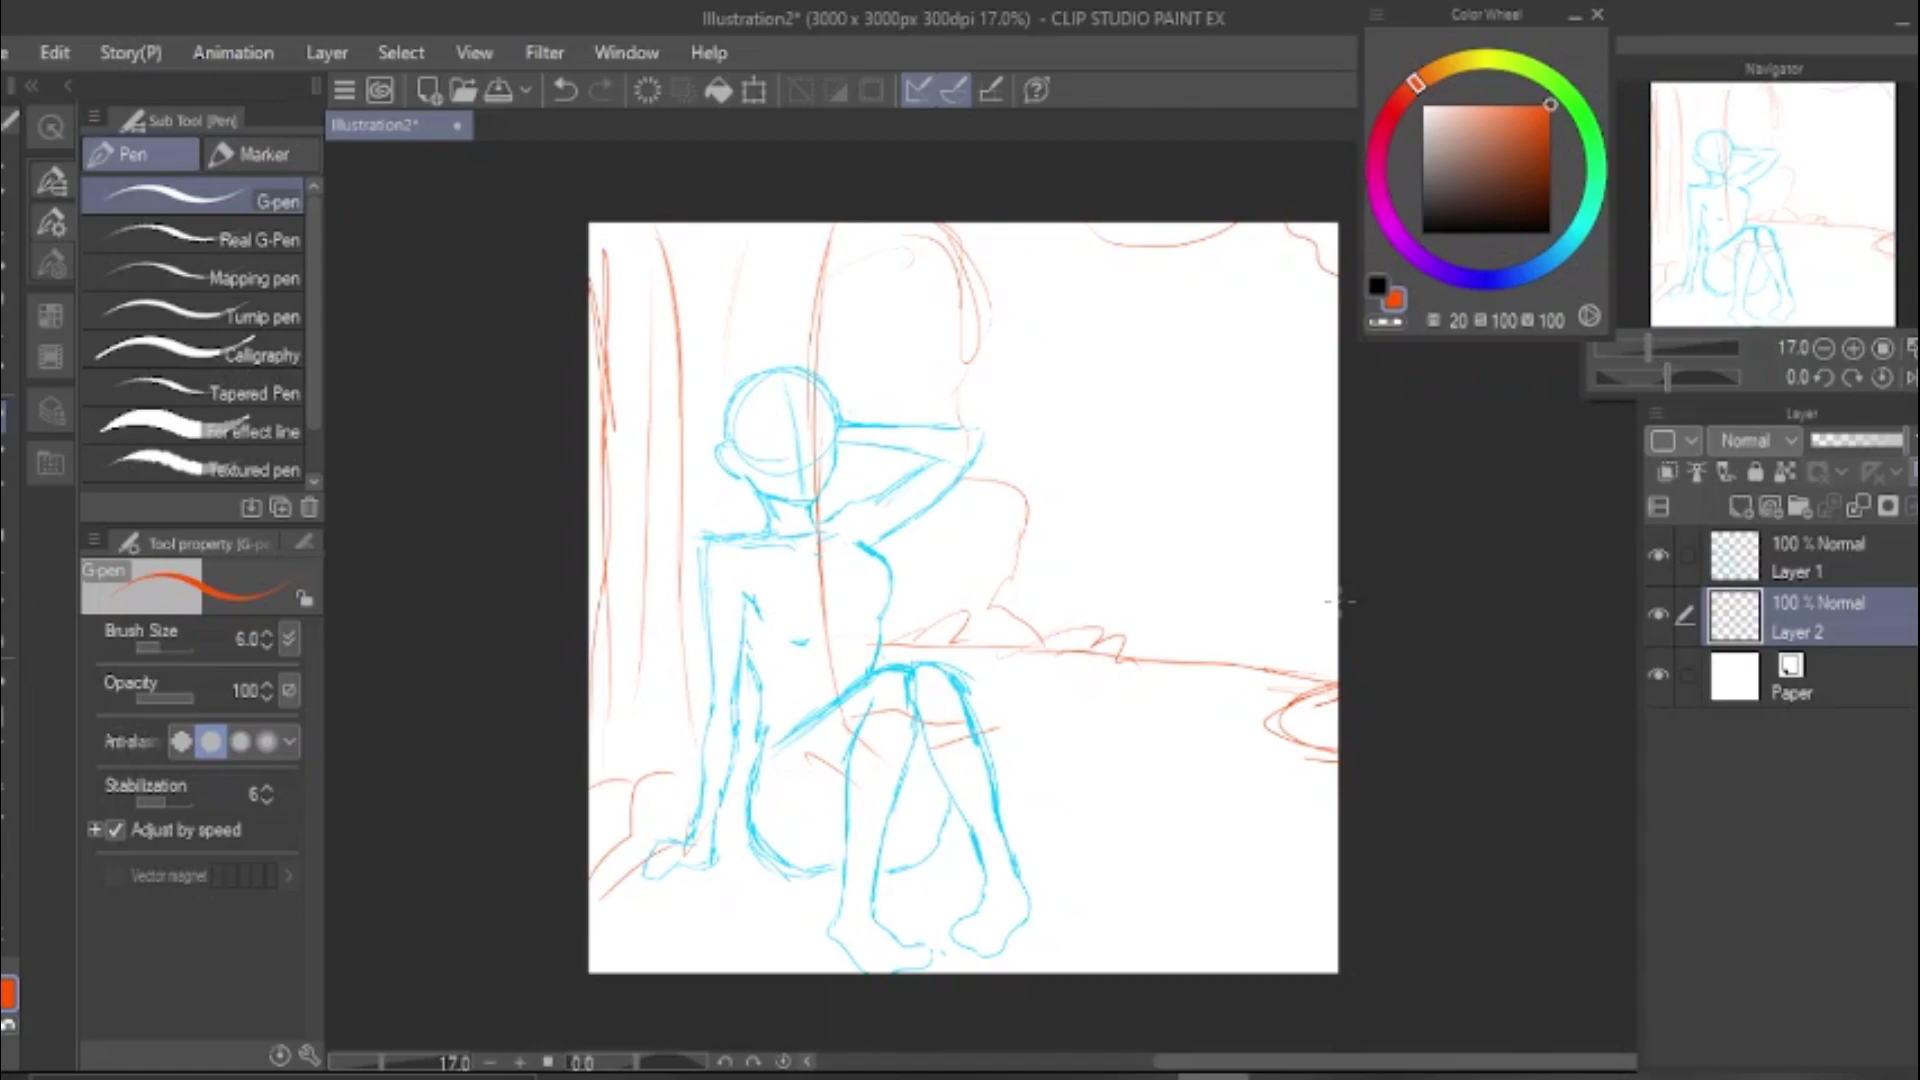 Illustration2* (3000 x 3000px 300dpi 17.0%) - CLIP STUDIO PAINT EX
Color Wheel
Edit Story(P) Animation Layer Select View Filter Window Help
Navigator
Sub Tool [Pen]
Illustration2*
Pen Marker
G-pen
Real G-Pen
Mapping pen
Turnip pen
Calligraphy
Tapered Pen
effect line
Textured pen
20 100 100
17.0
0.0
Layer
Normal
Tool property [G-pe
G-pen
100 % Normal
Layer 1
100 % Normal
Layer 2
Paper
Brush Size 6.0
Opacity 100
Stabilization 6
Adjust by speed
Vector magnet
17.0 0.0